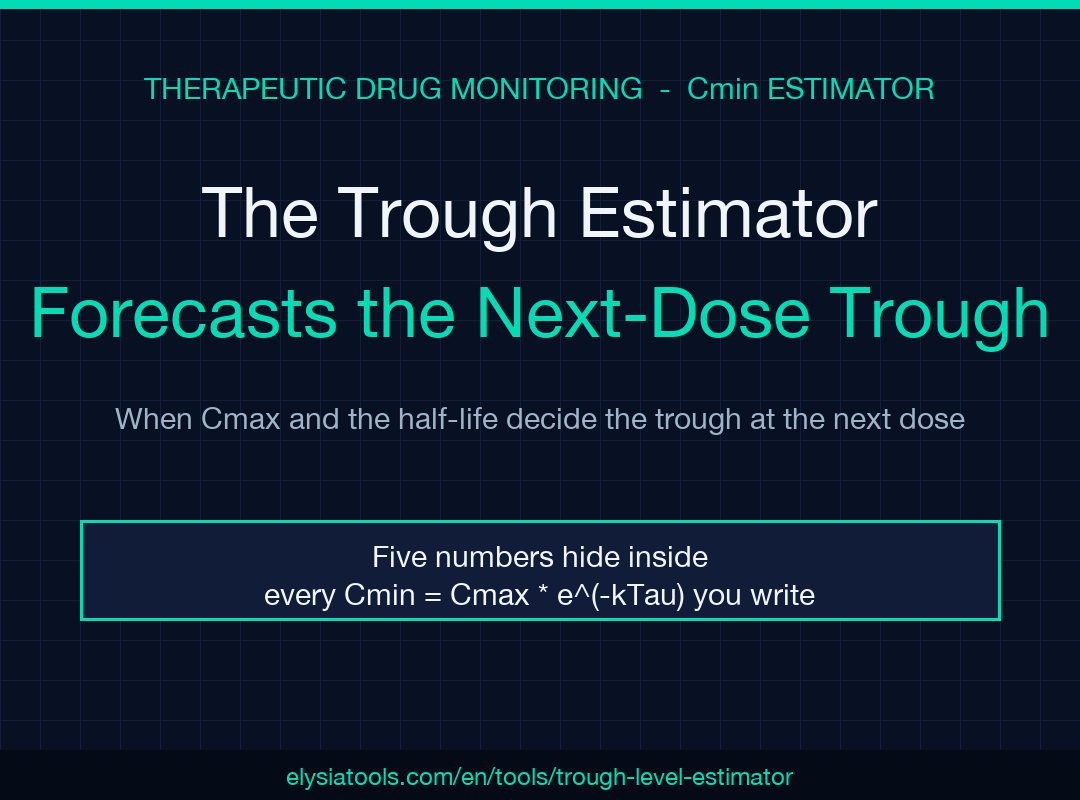 THERAPEUTIC DRUG MONITORING - Cmin ESTIMATOR
The Trough Estimator
Forecasts the Next-Dose Trough
When Cmax and the half-life decide the trough at the next dose
Five numbers hide inside
every Cmin = Cmax * e^(-kTau) you write
elysiatools.com/en/tools/trough-level-estimator